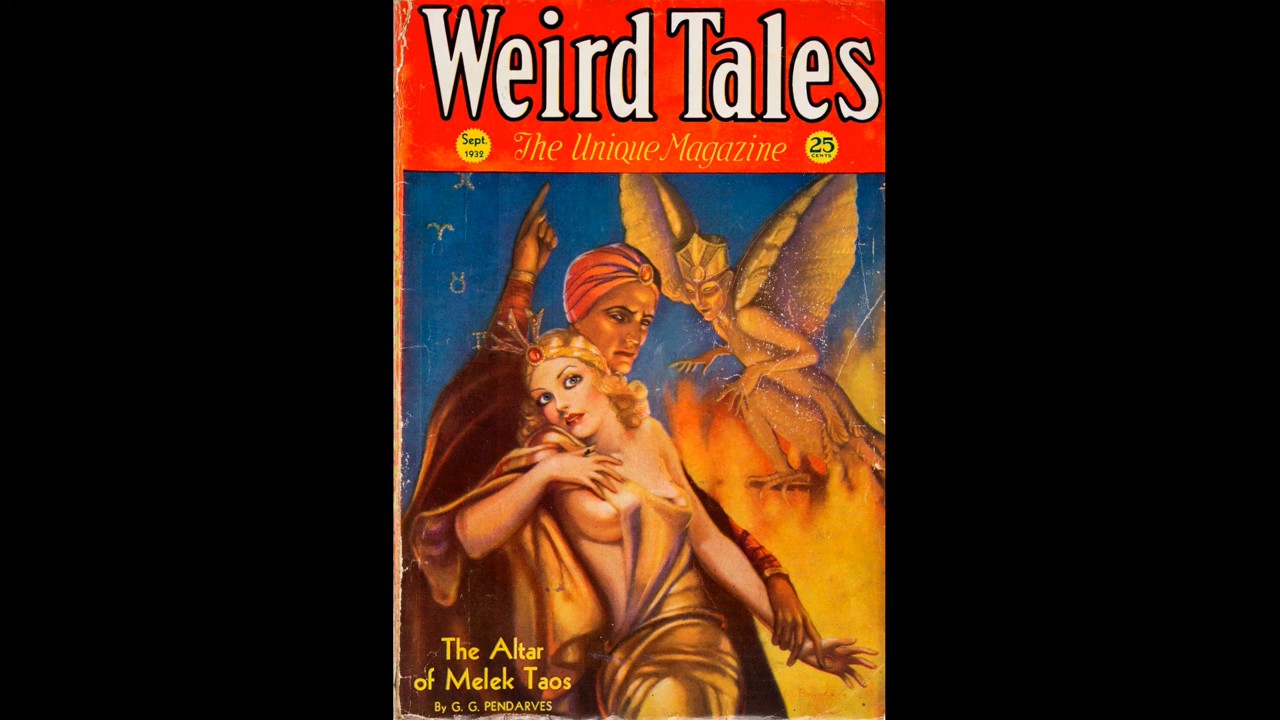 Weird Tales
Sept.
1932
The Unique Magazine
25
CENTS
The Altar
of Melek Taos
By G. G. PENDARVES